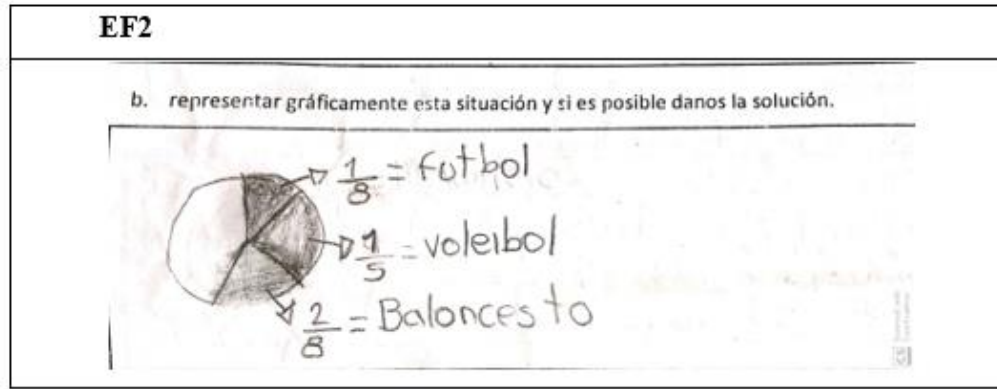 EF2
b. representar gráficamente esta situación y si es posible danos la solución.
1/8 = futbol
1/5 = voleibol
2/8 = Baloncesto